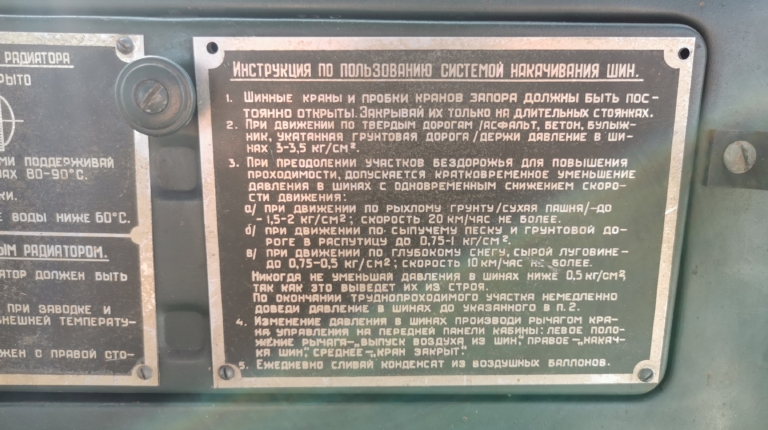 РАДИАТОРА
РЫТО
МИ ПОДДЕРЖИВАЙ
АХ 80-90°С.
КИ.
Е ВОДЫ НИЖЕ 60°С.
ЫМ РАДИАТОРОМ.
АТОР ДОЛЖЕН БЫТЬ
ПРИ ЗАВОДКЕ И
НЕШНЕЙ ТЕМПЕРАТУ-
ЖЕН С ПРАВОЙ СТО-
ИНСТРУКЦИЯ ПО ПОЛЬЗОВАНИЮ СИСТЕМОЙ НАКАЧИВАНИЯ ШИН.
1. ШИННЫЕ КРАНЫ И ПРОБКИ КРАНОВ ЗАПОРА ДОЛЖНЫ БЫТЬ ПОС-
ТОЯННО ОТКРЫТЫ. ЗАКРЫВАЙ ИХ ТОЛЬКО НА ДЛИТЕЛЬНЫХ СТОЯНКАХ.
2. ПРИ ДВИЖЕНИИ ПО ТВЕРДЫМ ДОРОГАМ /АСФАЛЬТ, БЕТОН, БУЛЫЖ-
НИК, УКАТАННАЯ ГРУНТОВАЯ ДОРОГА/ДЕРЖИ ДАВЛЕНИЕ В ШИ-
НАХ 3-3,5 КГ/СМ².
3. ПРИ ПРЕОДОЛЕНИИ УЧАСТКОВ БЕЗДОРОЖЬЯ ДЛЯ ПОВЫШЕНИЯ
ПРОХОДИМОСТИ, ДОПУСКАЕТСЯ КРАТКОВРЕМЕННОЕ УМЕНЬШЕНИЕ
ДАВЛЕНИЯ В ШИНАХ С ОДНОВРЕМЕННЫМ СНИЖЕНИЕМ СКОРО-
СТИ ДВИЖЕНИЯ:
а/ ПРИ ДВИЖЕНИИ ПО РЫХЛОМУ ГРУНТУ/СУХАЯ ПАШНА/-ДО
-1,5-2 КГ/СМ²; СКОРОСТЬ 20 КМ/ЧАС НЕ БОЛЕЕ.
б/ ПРИ ДВИЖЕНИИ ПО СЫПУЧЕМУ ПЕСКУ И ГРУНТОВОЙ ДО-
РОГЕ В РАСПУТИЦУ ДО 0,75-1 КГ/СМ².
в/ ПРИ ДВИЖЕНИИ ПО ГЛУБОКОМУ СНЕГУ, СЫРОЙ ЛУГОВИНЕ-
ДО 0,75-0,5 КГ/СМ²; СКОРОСТЬ 10 КМ/ЧАС НЕ БОЛЕЕ.
НИКОГДА НЕ УМЕНЬШАЙ ДАВЛЕНИЯ В ШИНАХ НИЖЕ 0,5 КГ/СМ²,
ТАК КАК ЭТО ВЫВЕДЕТ ИХ ИЗ СТРОЯ.
ПО ОКОНЧАНИИ ТРУДНОПРОХОДИМОГО УЧАСТКА НЕМЕДЛЕННО
ДОВЕДИ ДАВЛЕНИЕ В ШИНАХ ДО УКАЗАННОГО В П. 2.
4. ИЗМЕНЕНИЕ ДАВЛЕНИЯ В ШИНАХ ПРОИЗВОДИ РЫЧАГОМ КРА-
НА УПРАВЛЕНИЯ НА ПЕРЕДНЕЙ ПАНЕЛИ КАБИНЫ: ЛЕВОЕ ПОЛО-
ЖЕНИЕ РЫЧАГА-„ВЫПУСК ВОЗДУХА ИЗ ШИН", ПРАВОЕ-„НАКАЧ-
КА ШИН", СРЕДНЕЕ-„КРАН ЗАКРЫТ".
5. ЕЖЕДНЕВНО СЛИВАЙ КОНДЕНСАТ ИЗ ВОЗДУШНЫХ БАЛЛОНОВ.